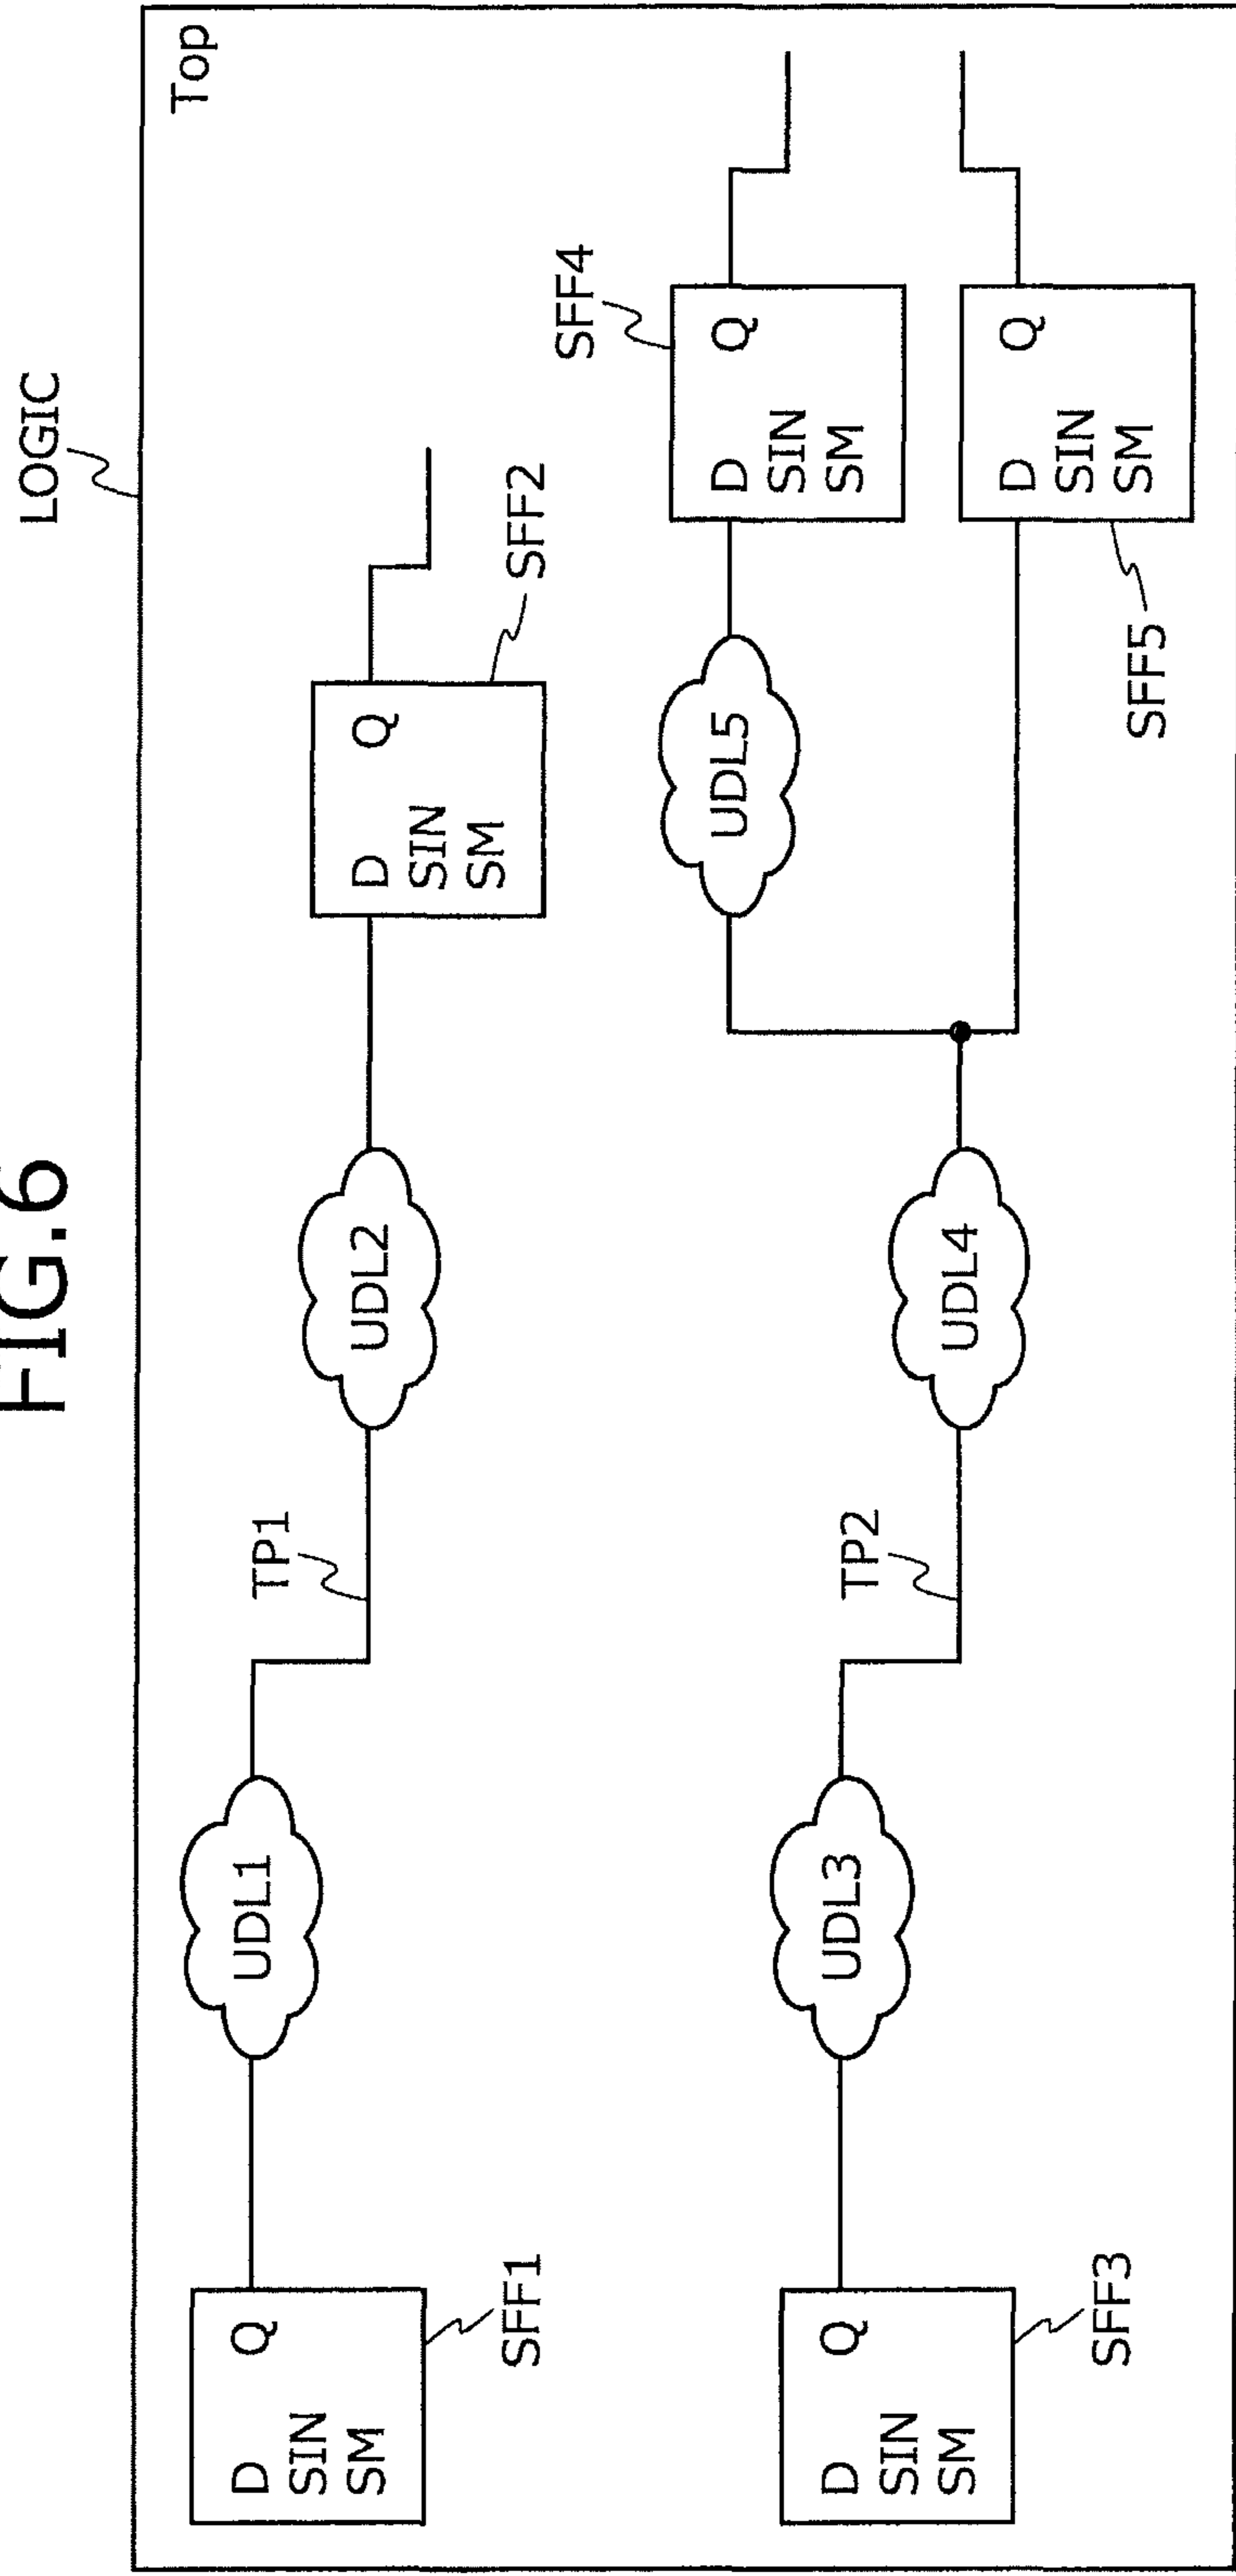 FIG.6
LOGIC
Top
SFF1
D Q
SIN
SM
UDL1
TP1
UDL2
D Q
SIN
SM
SFF2
D Q
SIN
SM
SFF3
UDL3
TP2
UDL4
UDL5
SFF4
D Q
SIN
SM
D Q
SIN
SM
SFF5